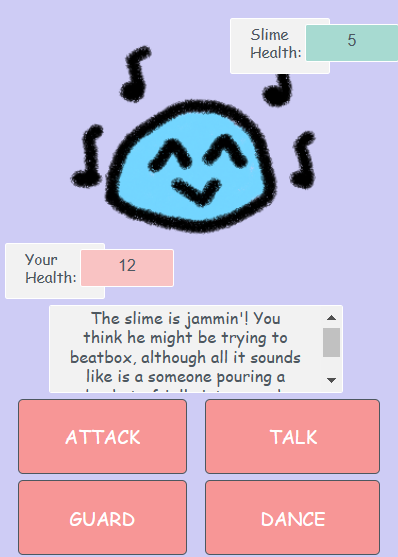 Slime
Health:
5
Your
Health:
12
The slime is jammin'! You
think he might be trying to
beatbox, although all it sounds
like is a someone pouring a
ATTACK
TALK
GUARD
DANCE